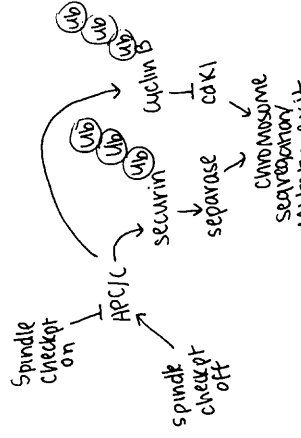 Spindle
checkpt
on
APC/C
spindle
checkpt
off
Ub
Ub
Ub
securin
separase
Ub
Ub
Ub
cyclin B
cdk1
chromosome
segregation/